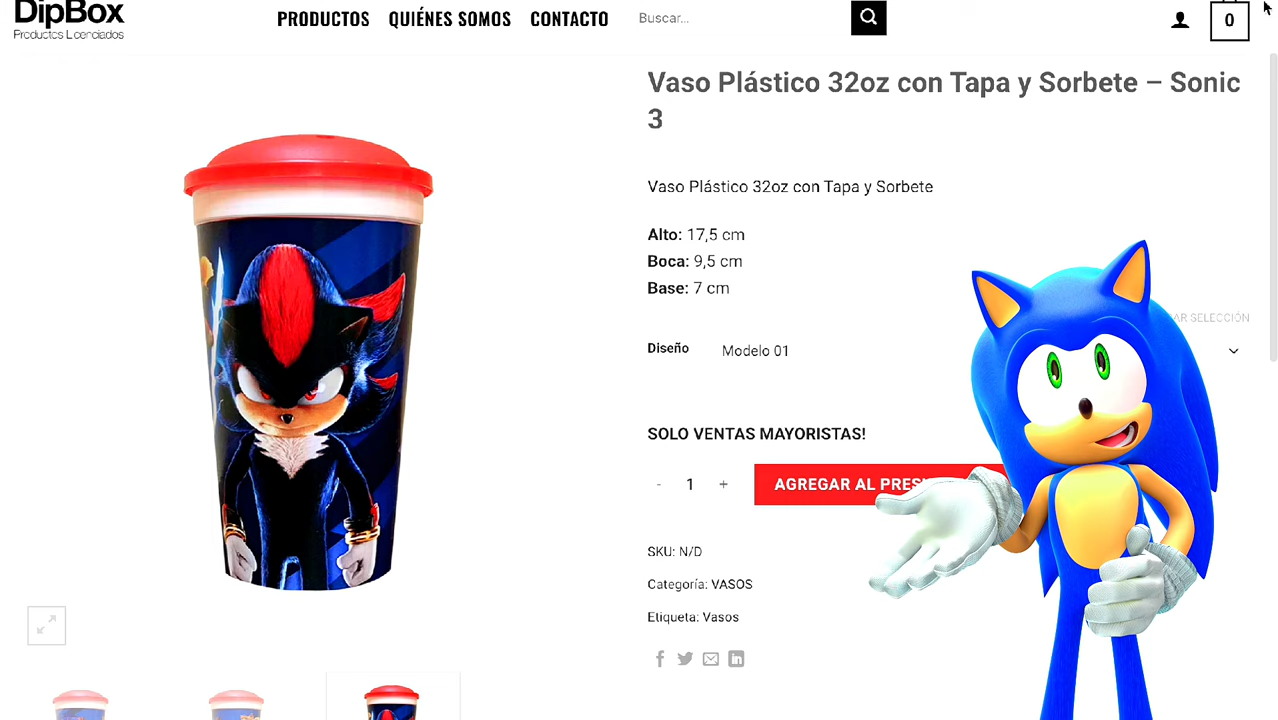 DipBox
Productos Licenciados
PRODUCTOS QUIÉNES SOMOS CONTACTO
Buscar...
0
Vaso Plástico 32oz con Tapa y Sorbete – Sonic
3
Vaso Plástico 32oz con Tapa y Sorbete
Alto: 17,5 cm
Boca: 9,5 cm
Base: 7 cm
AR SELECCIÓN
Diseño Modelo 01
SOLO VENTAS MAYORISTAS!
- 1 + AGREGAR AL PRES
SKU: N/D
Categoría: VASOS
Etiqueta: Vasos